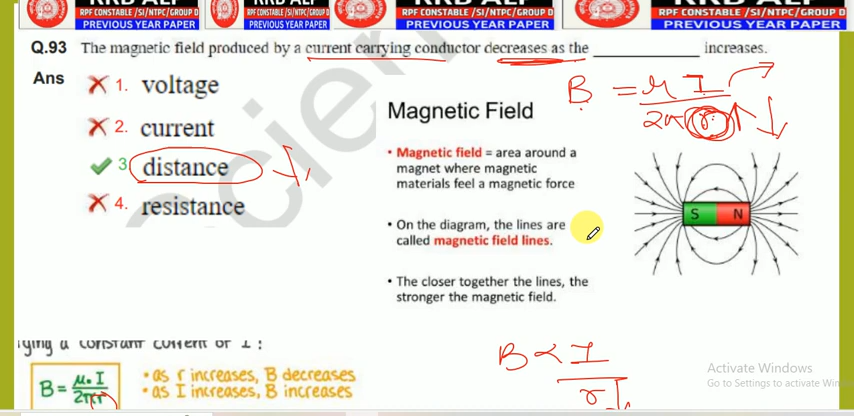 RPF CONSTABLE /SI/NTPC/GROUP D
PREVIOUS YEAR PAPER
RPF CONSTABLE /SI/NTPC/GROUP D
PREVIOUS YEAR PAPER
RPF CONSTABLE /SI/NTPC/GROUP D
PREVIOUS YEAR PAPER
RPF CONSTABLE /SI/NTPC/GROUP D
PREVIOUS YEAR PAPER
Q.93 The magnetic field produced by a current carrying conductor decreases as the ____________ increases.
Ans
1. voltage
2. current
3 distance
4. resistance
B = μ I
2π r
Magnetic Field
• Magnetic field = area around a
magnet where magnetic
materials feel a magnetic force
• On the diagram, the lines are
called magnetic field lines.
• The closer together the lines, the
stronger the magnetic field.
S N
B ∝ I
r
B = μ₀ I
2πr
• as r increases, B decreases
• as I increases, B increases
Activate Windows
Go to Settings to activate Win